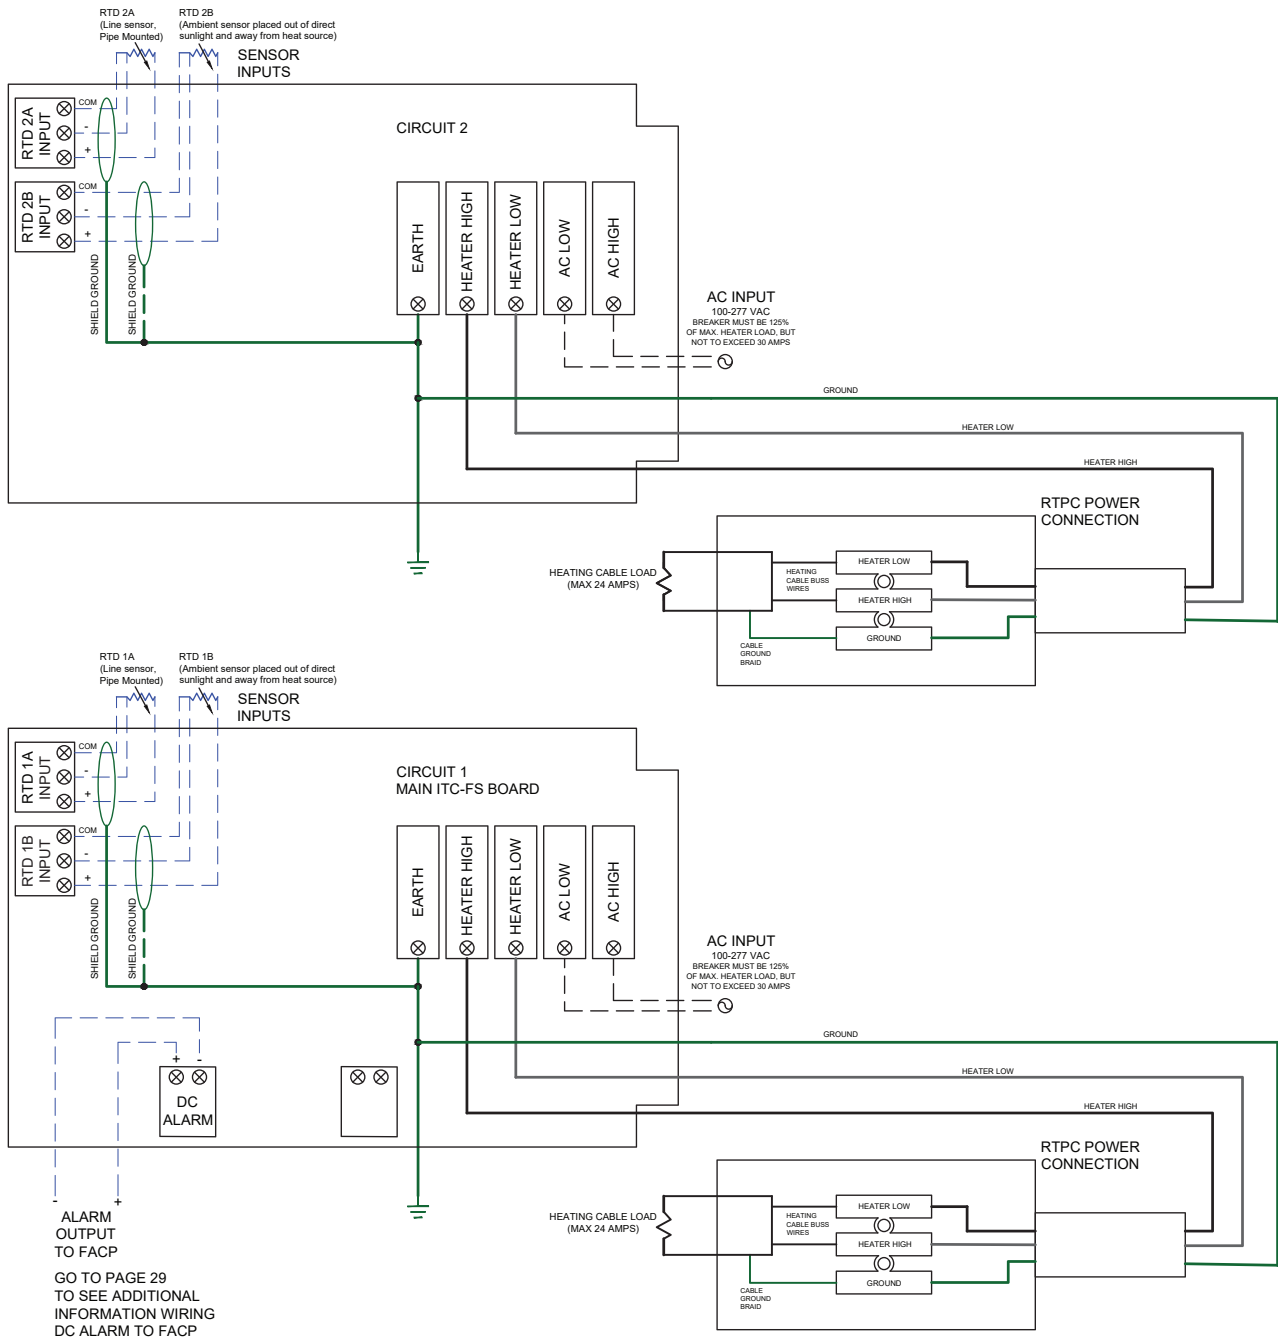 RTD 2A
(Line sensor,
Pipe Mounted)
RTD 2B
(Ambient sensor placed out of direct
sunlight and away from heat source)
SENSOR
INPUTS
RTD 2A
INPUT
COM
-
+
RTD 2B
INPUT
COM
-
+
SHIELD GROUND
SHIELD GROUND
CIRCUIT 2
EARTH
HEATER HIGH
HEATER LOW
AC LOW
AC HIGH
AC INPUT
100-277 VAC
BREAKER MUST BE 125%
OF MAX. HEATER LOAD, BUT
NOT TO EXCEED 30 AMPS
GROUND
HEATER LOW
HEATER HIGH
RTPC POWER
CONNECTION
HEATING CABLE LOAD
(MAX 24 AMPS)
HEATING
CABLE BUSS
WIRES
HEATER LOW
HEATER HIGH
GROUND
CABLE
GROUND
BRAID
RTD 1A
(Line sensor,
Pipe Mounted)
RTD 1B
(Ambient sensor placed out of direct
sunlight and away from heat source)
SENSOR
INPUTS
RTD 1A
INPUT
COM
-
+
RTD 1B
INPUT
COM
-
+
SHIELD GROUND
SHIELD GROUND
CIRCUIT 1
MAIN ITC-FS BOARD
EARTH
HEATER HIGH
HEATER LOW
AC LOW
AC HIGH
AC INPUT
100-277 VAC
BREAKER MUST BE 125%
OF MAX. HEATER LOAD, BUT
NOT TO EXCEED 30 AMPS
GROUND
HEATER LOW
HEATER HIGH
+ -
DC
ALARM
RTPC POWER
CONNECTION
HEATING CABLE LOAD
(MAX 24 AMPS)
HEATING
CABLE BUSS
WIRES
HEATER LOW
HEATER HIGH
GROUND
CABLE
GROUND
BRAID
- +
ALARM
OUTPUT
TO FACP
GO TO PAGE 29
TO SEE ADDITIONAL
INFORMATION WIRING
DC ALARM TO FACP